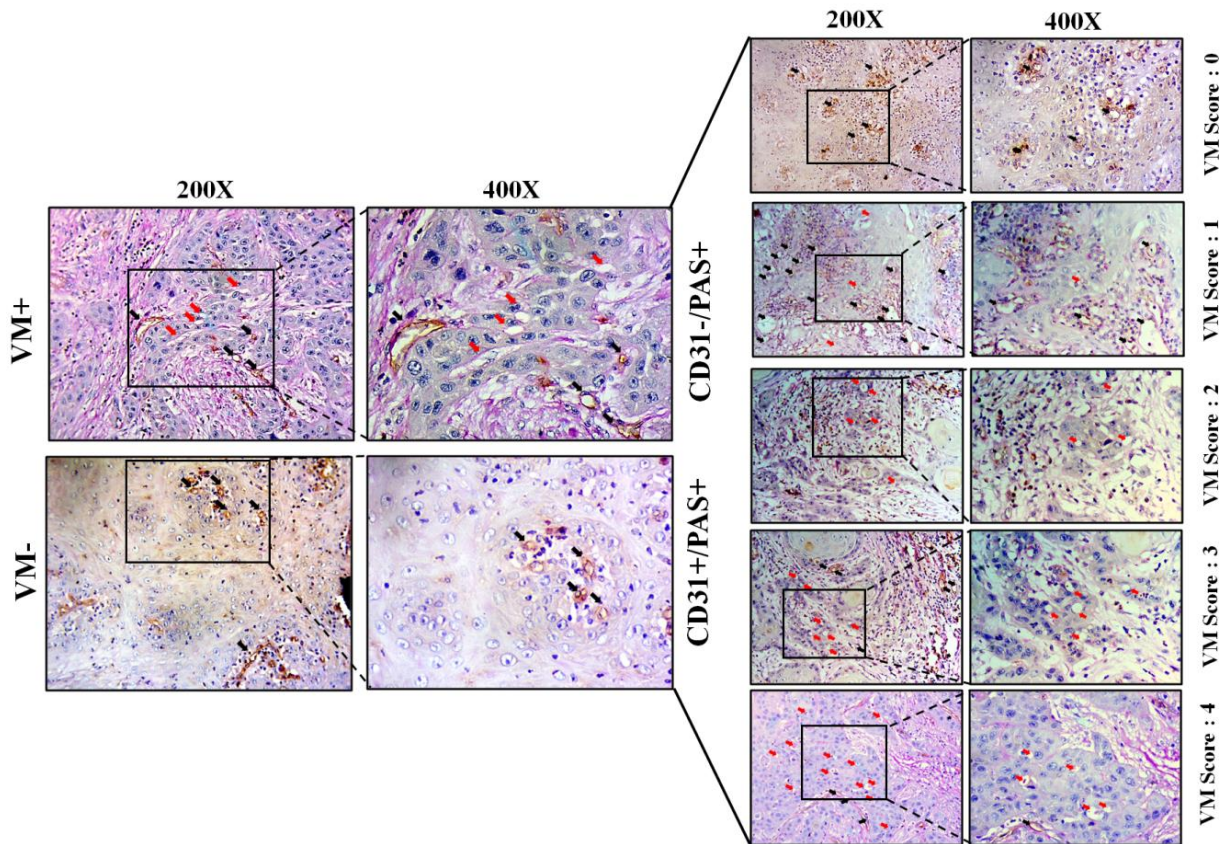 200X
400X
VM+
VM-
CD31-/PAS+
CD31+/PAS+
200X
400X
VM Score : 0
VM Score : 1
VM Score : 2
VM Score : 3
VM Score : 4